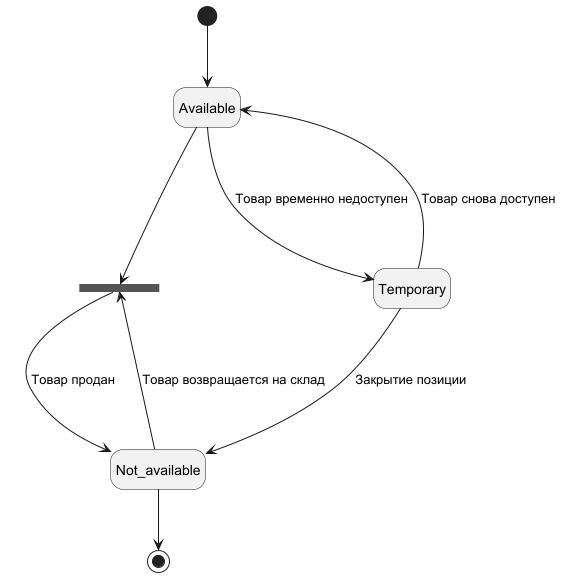 Available
Товар временно недоступен
Товар снова доступен
Temporary
Товар продан
Товар возвращается на склад
Закрытие позиции
Not_available